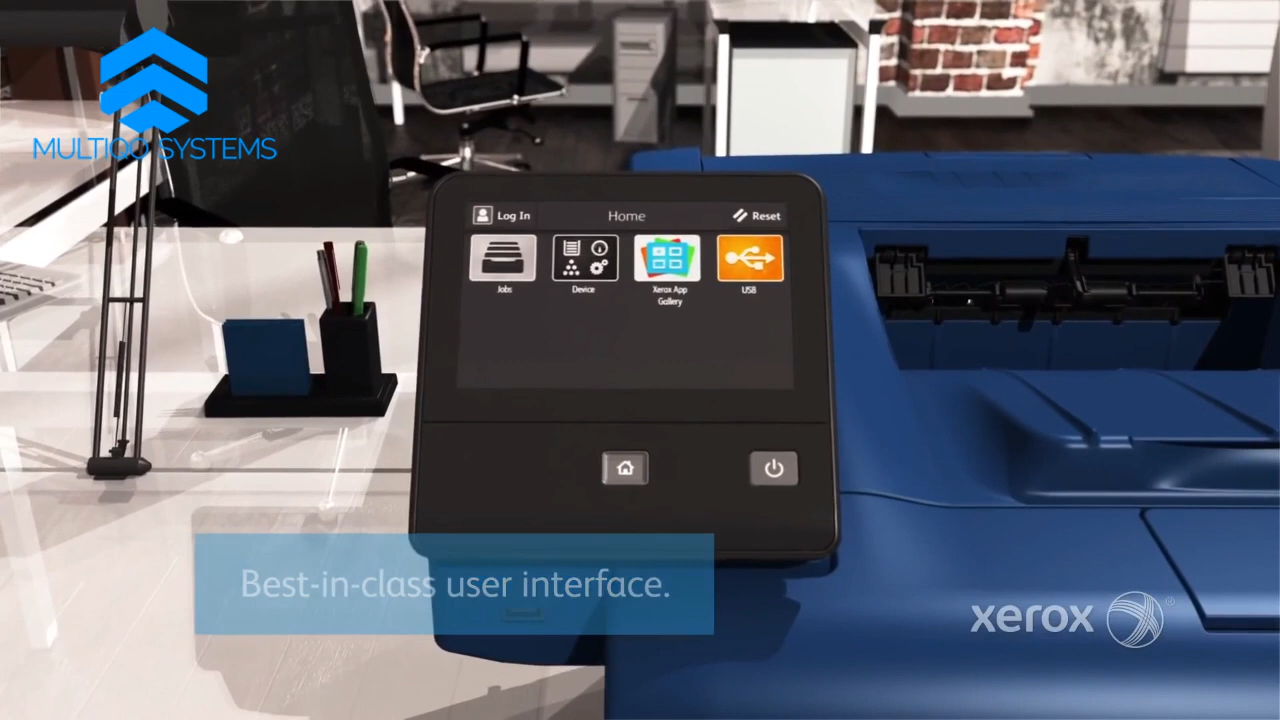 MULTIQO SYSTEMS
Log In
Home
Reset
Jobs
Device
Xerox App
Gallery
USB
Best-in-class user interface.
xerox ®